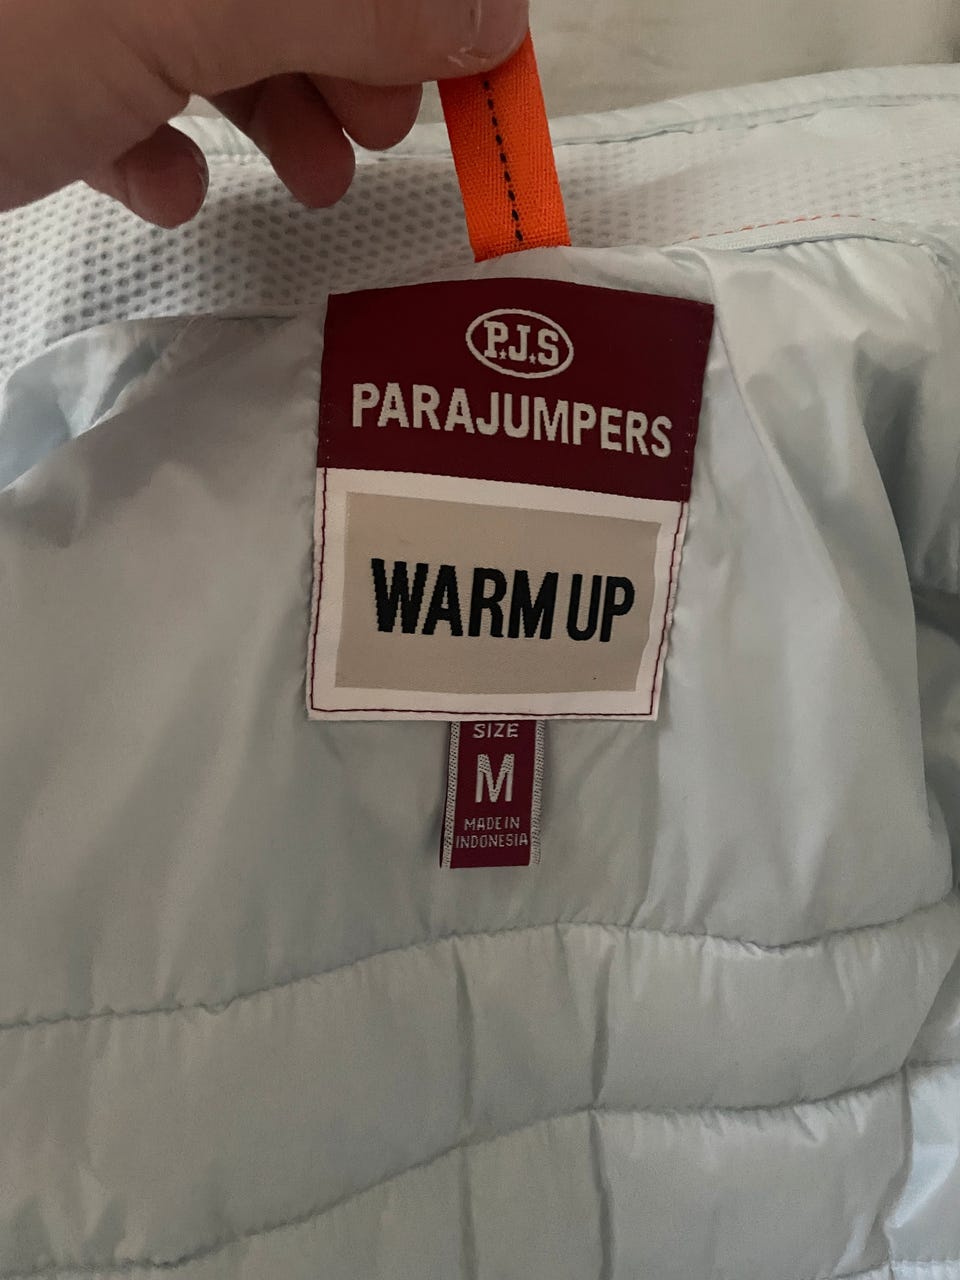 P.J.S
PARAJUMPERS
WARM UP
SIZE
M
MADE IN
INDONESIA